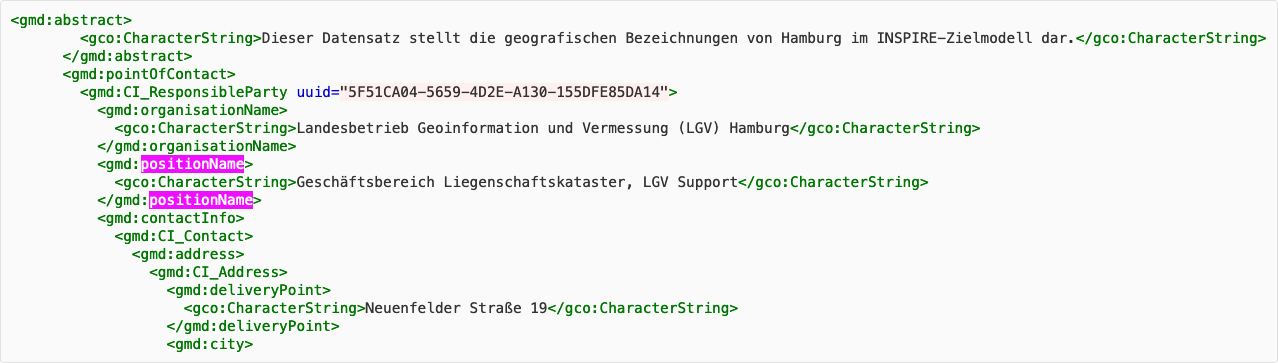 <gmd:abstract>
<gco:CharacterString>Dieser Datensatz stellt die geografischen Bezeichnungen von Hamburg im INSPIRE-Zielmodell dar.</gco:CharacterString>
</gmd:abstract>
<gmd:pointOfContact>
<gmd:CI_ResponsibleParty uuid="5F51CA04-5659-4D2E-A130-155DFE85DA14">
<gmd:organisationName>
<gco:CharacterString>Landesbetrieb Geoinformation und Vermessung (LGV) Hamburg</gco:CharacterString>
</gmd:organisationName>
<gmd:positionName>
<gco:CharacterString>Geschäftsbereich Liegenschaftskataster, LGV Support</gco:CharacterString>
</gmd:positionName>
<gmd:contactInfo>
<gmd:CI_Contact>
<gmd:address>
<gmd:CI_Address>
<gmd:deliveryPoint>
<gco:CharacterString>Neuenfelder Straße 19</gco:CharacterString>
</gmd:deliveryPoint>
<gmd:city>